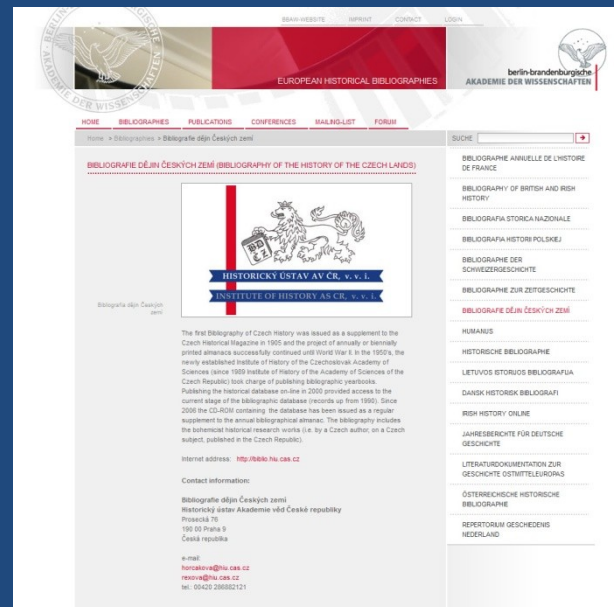 BBAW-WEBSITE IMPRINT CONTACT LOGIN
EUROPEAN HISTORICAL BIBLIOGRAPHIES
berlin-brandenburgische
AKADEMIE DER WISSENSCHAFTEN
HOME BIBLIOGRAPHIES PUBLICATIONS CONFERENCES MAILING-LIST FORUM
Home > Bibliographies > Bibliografie dějin Českých zemí
SUCHE
BIBLIOGRAFIE DĚJIN ČESKÝCH ZEMÍ (BIBLIOGRAPHY OF THE HISTORY OF THE CZECH LANDS)
BD
ČZ
HISTORICKÝ ÚSTAV AV ČR, v. v. i.
INSTITUTE OF HISTORY AS CR, v. v. i.
Bibliografie dějin Českých
zemí
The first Bibliography of Czech History was issued as a supplement to the
Czech Historical Magazine in 1905 and the project of annually or biennially
printed almanacs successfully continued until World War II. In the 1950's, the
newly established Institute of History of the Czechoslovak Academy of
Sciences (since 1989 Institute of History of the Academy of Sciences of the
Czech Republic) took charge of publishing bibliographic yearbooks.
Publishing the historical database on-line in 2000 provided access to the
current stage of the bibliographic database (records up from 1990). Since
2006 the CD-ROM containing the database has been issued as a regular
supplement to the annual bibliographical almanac. The bibliography includes
the bohemicist historical research works (i.e. by a Czech author, on a Czech
subject, published in the Czech Republic).
Internet address: http://biblio.hiu.cas.cz
Contact information:
Bibliografie dějin Českých zemí
Historický ústav Akademie věd České republiky
Prosecká 76
190 00 Praha 9
Česká republika
e-mail:
horcakova@hiu.cas.cz
rexova@hiu.cas.cz
tel.: 00420 286882121
BIBLIOGRAPHIE ANNUELLE DE L'HISTOIRE
DE FRANCE
BIBLIOGRAPHY OF BRITISH AND IRISH
HISTORY
BIBLIOGRAFIA STORICA NAZIONALE
BIBLIOGRAFIA HISTORII POLSKIEJ
BIBLIOGRAPHIE DER
SCHWEIZERGESCHICHTE
BIBLIOGRAPHIE ZUR ZEITGESCHICHTE
BIBLIOGRAFIE DĚJIN ČESKÝCH ZEMÍ
HUMANUS
HISTORISCHE BIBLIOGRAPHIE
LIETUVOS ISTORIJOS BIBLIOGRAFIJA
DANSK HISTORISK BIBLIOGRAFI
IRISH HISTORY ONLINE
JAHRESBERICHTE FÜR DEUTSCHE
GESCHICHTE
LITERATURDOKUMENTATION ZUR
GESCHICHTE OSTMITTELEUROPAS
ÖSTERREICHISCHE HISTORISCHE
BIBLIOGRAPHIE
REPERTORIUM GESCHIEDENIS
NEDERLAND